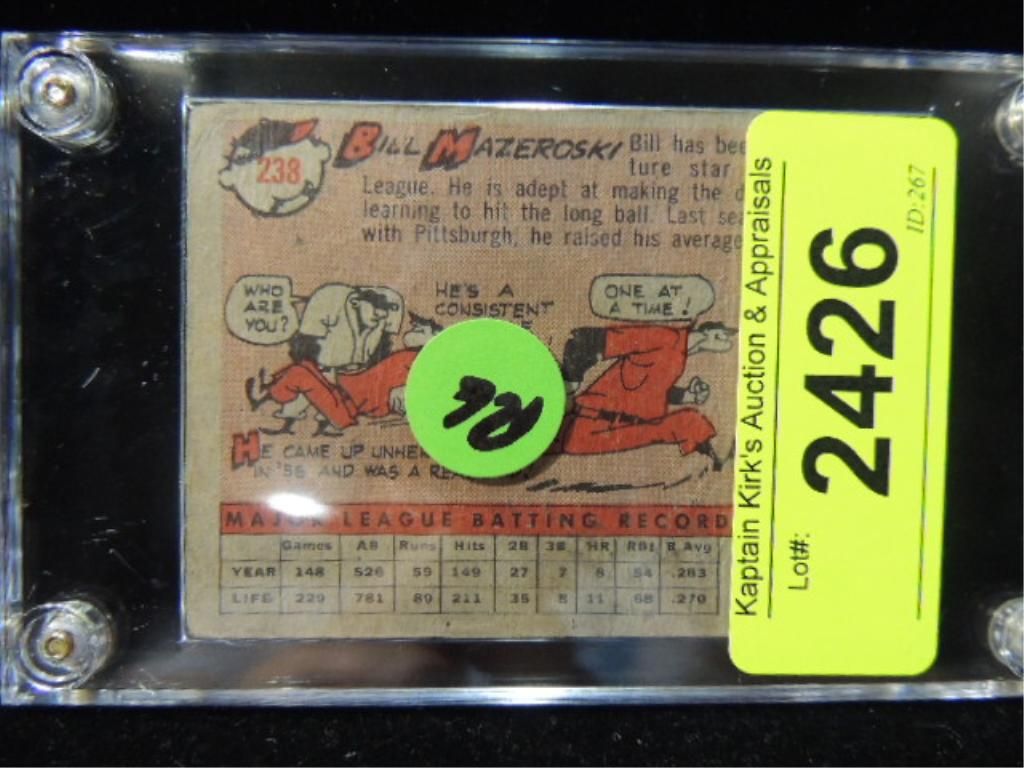 238
BILL MAZEROSKI
Bill has
ture star
League. He is adept at making the
learning to hit the long ball. Last
with Pittsburgh, he raised his average
WHO
ARE
YOU?
HE'S A
CONSISTENT
ONE AT
A TIME!
HE CAME UP
IN '56 AND WAS A
MAJOR LEAGUE BATTING RECORD
Games AB Runs Hits 2B 3B HR RBI B.Avg
YEAR 148 526 59 149 27 7 8 54 .283
LIFE 229 781 89 211 35 8 11 68 .270
Kaptain Kirk's Auction & Appraisals
Lot#:
2426
ID:267